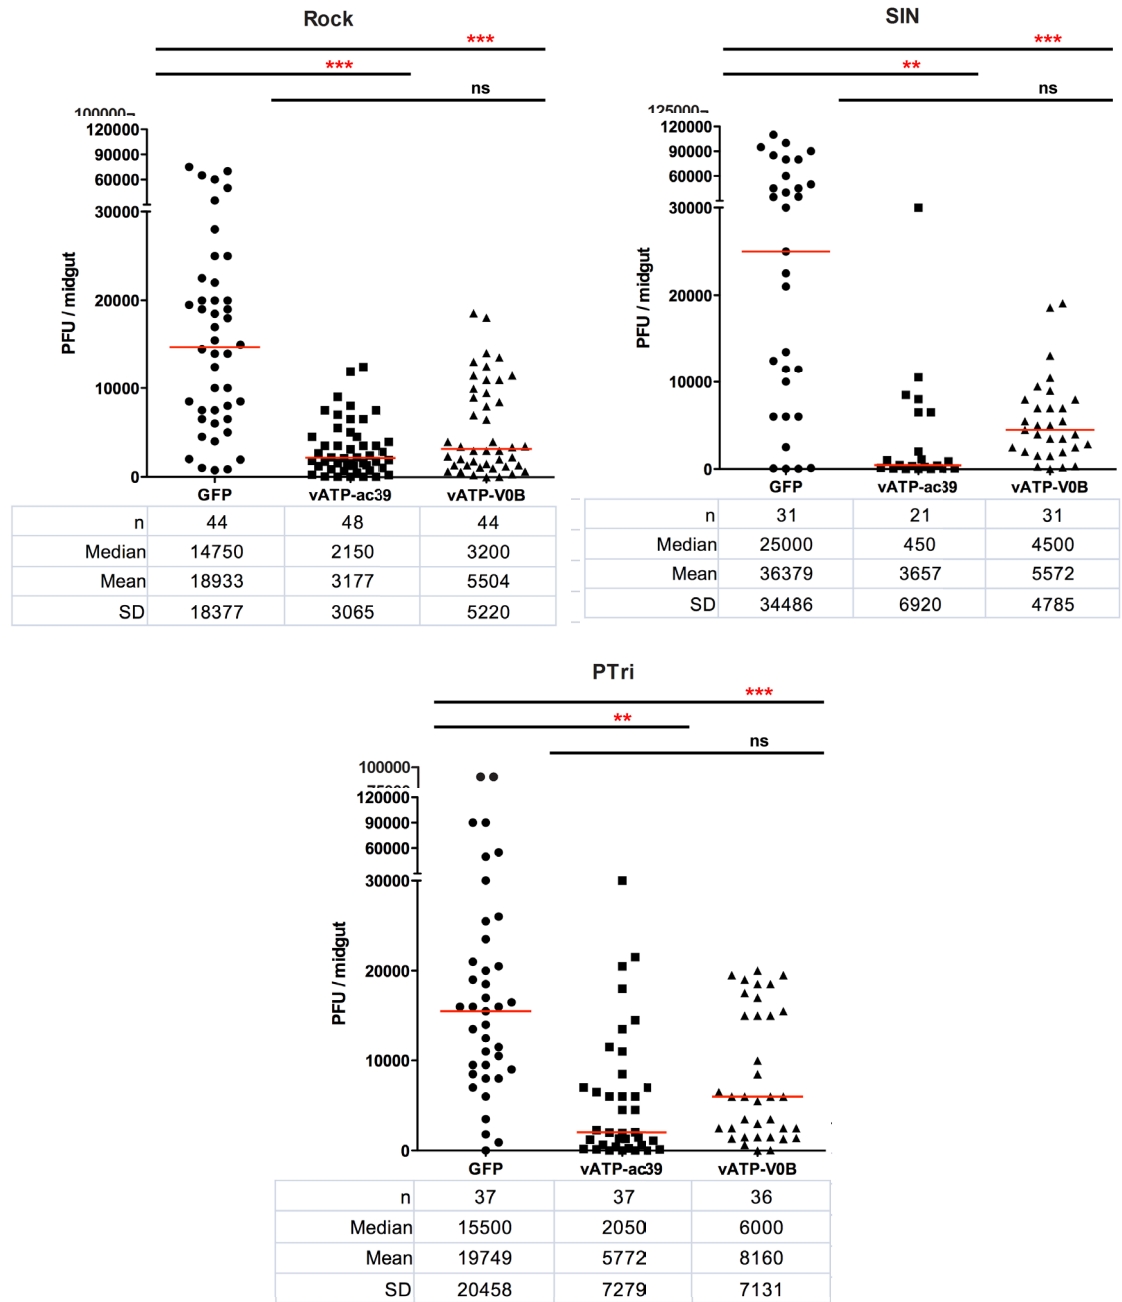 Rock
***
***
ns
100000
120000
90000
60000
30000
20000
10000
0
PFU / midgut
GFP vATP-ac39 vATP-V0B
n 44 48 44
Median 14750 2150 3200
Mean 18933 3177 5504
SD 18377 3065 5220
SIN
***
**
ns
125000
120000
90000
60000
30000
20000
10000
0
PFU / midgut
GFP vATP-ac39 vATP-V0B
n 31 21 31
Median 25000 450 4500
Mean 36379 3657 5572
SD 34486 6920 4785
PTri
***
**
ns
100000
75000
120000
90000
60000
30000
20000
10000
0
PFU / midgut
GFP vATP-ac39 vATP-V0B
n 37 37 36
Median 15500 2050 6000
Mean 19749 5772 8160
SD 20458 7279 7131